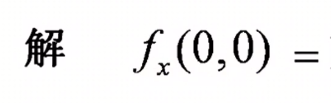 解 f_x(0,0) =